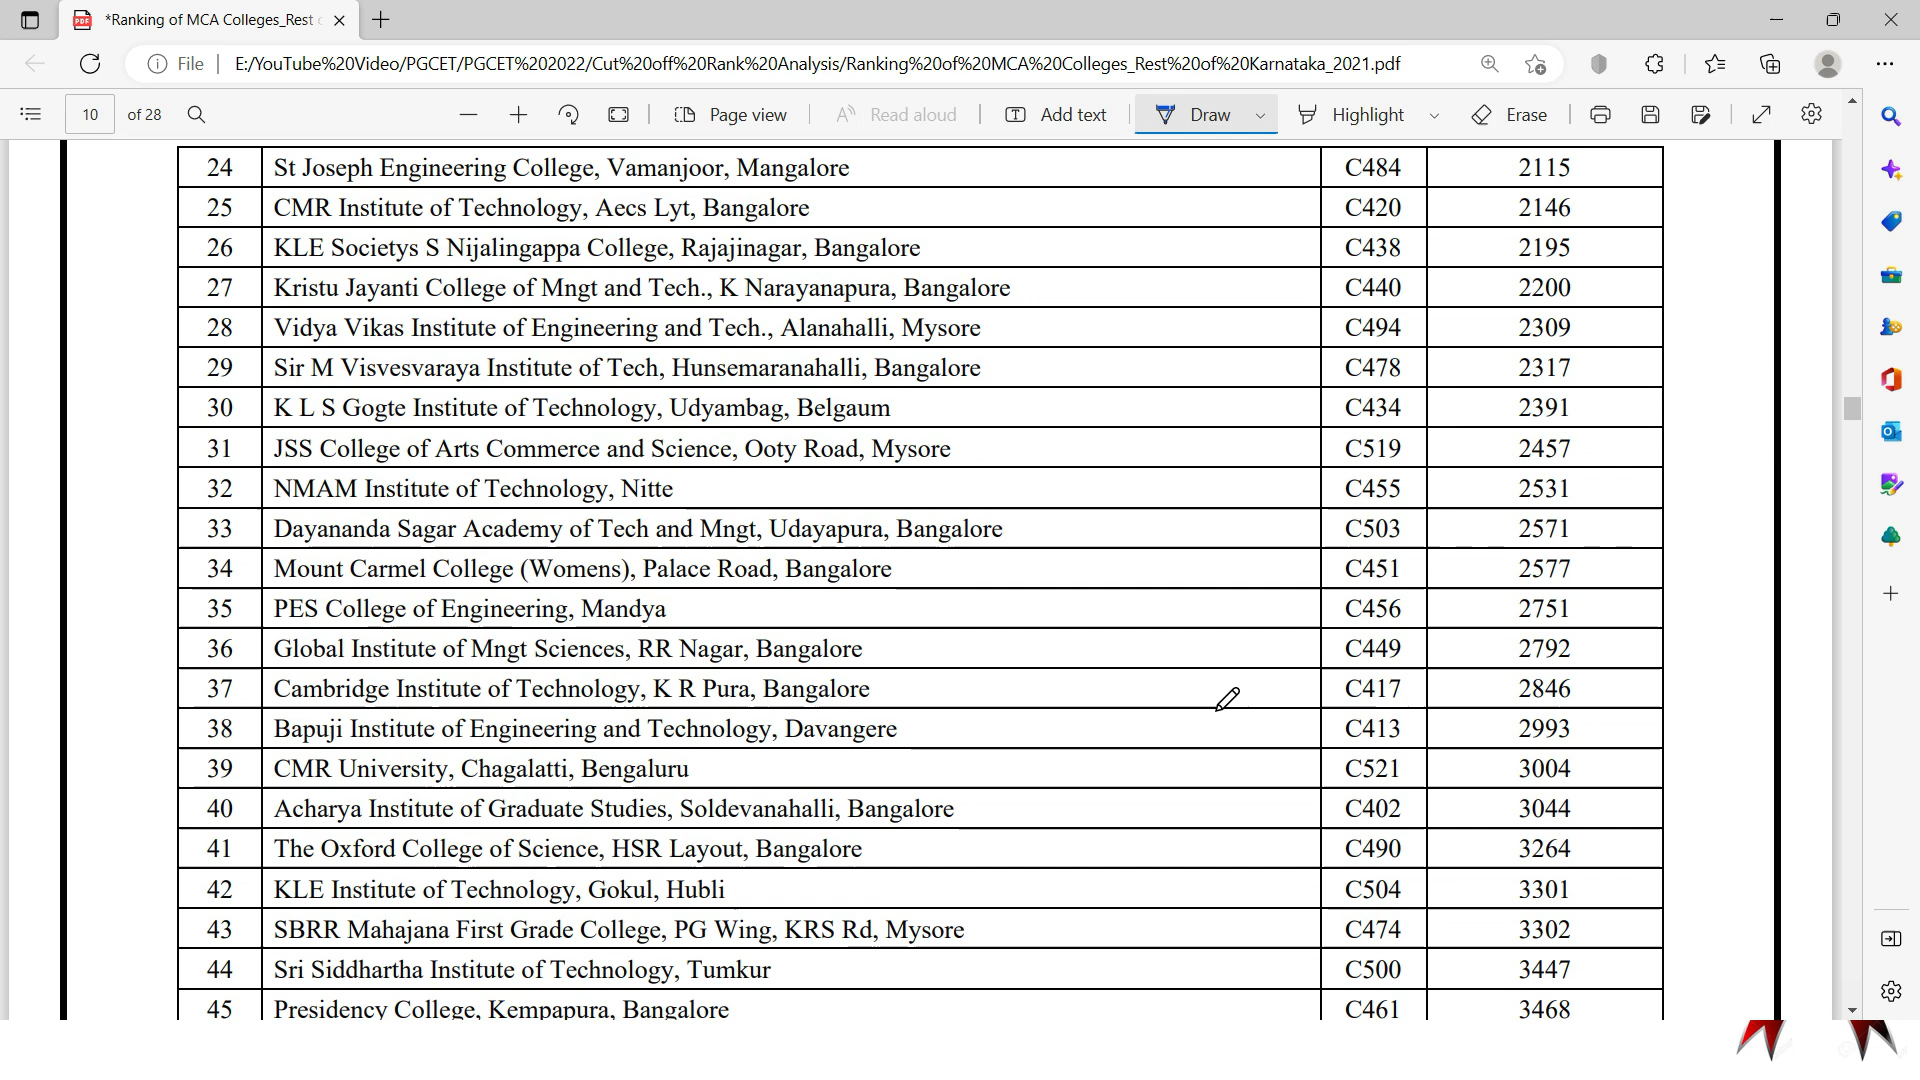 *Ranking of MCA Colleges_Rest
File E:/YouTube%20Video/PGCET/PGCET%202022/Cut%20off%20Rank%20Analysis/Ranking%20of%20MCA%20Colleges_Rest%20of%20Karnataka_2021.pdf
10 of 28 Page view Read aloud Add text Draw Highlight Erase
24 St Joseph Engineering College, Vamanjoor, Mangalore C484 2115
25 CMR Institute of Technology, Aecs Lyt, Bangalore C420 2146
26 KLE Societys S Nijalingappa College, Rajajinagar, Bangalore C438 2195
27 Kristu Jayanti College of Mngt and Tech., K Narayanapura, Bangalore C440 2200
28 Vidya Vikas Institute of Engineering and Tech., Alanahalli, Mysore C494 2309
29 Sir M Visvesvaraya Institute of Tech, Hunsemaranahalli, Bangalore C478 2317
30 K L S Gogte Institute of Technology, Udyambag, Belgaum C434 2391
31 JSS College of Arts Commerce and Science, Ooty Road, Mysore C519 2457
32 NMAM Institute of Technology, Nitte C455 2531
33 Dayananda Sagar Academy of Tech and Mngt, Udayapura, Bangalore C503 2571
34 Mount Carmel College (Womens), Palace Road, Bangalore C451 2577
35 PES College of Engineering, Mandya C456 2751
36 Global Institute of Mngt Sciences, RR Nagar, Bangalore C449 2792
37 Cambridge Institute of Technology, K R Pura, Bangalore C417 2846
38 Bapuji Institute of Engineering and Technology, Davangere C413 2993
39 CMR University, Chagalatti, Bengaluru C521 3004
40 Acharya Institute of Graduate Studies, Soldevanahalli, Bangalore C402 3044
41 The Oxford College of Science, HSR Layout, Bangalore C490 3264
42 KLE Institute of Technology, Gokul, Hubli C504 3301
43 SBRR Mahajana First Grade College, PG Wing, KRS Rd, Mysore C474 3302
44 Sri Siddhartha Institute of Technology, Tumkur C500 3447
45 Presidency College, Kempapura, Bangalore C461 3468